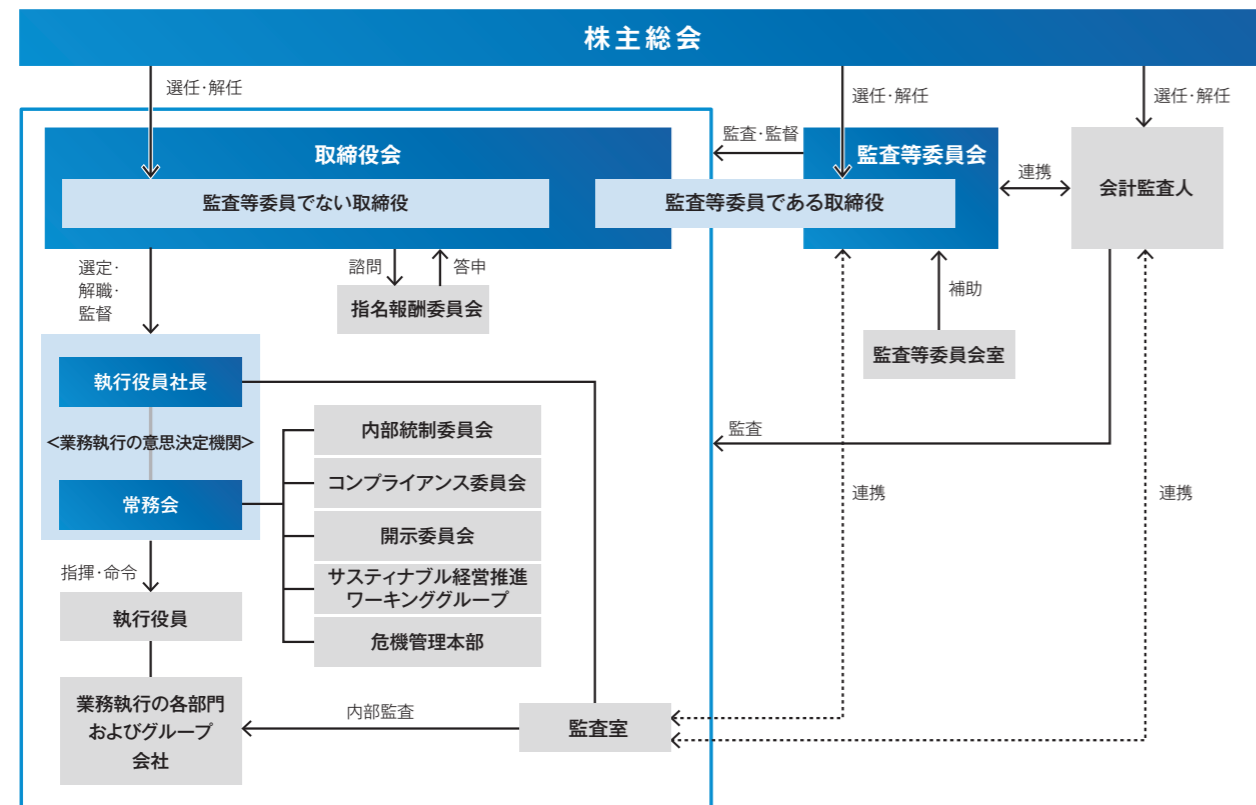 株主総会
選任・解任
選任・解任
選任・解任
取締役会
監査等委員でない取締役
監査・監督
監査等委員会
監査等委員である取締役
連携
会計監査人
選定・
解職・
監督
諮問
答申
指名報酬委員会
補助
監査等委員会室
執行役員社長
<業務執行の意思決定機関>
常務会
内部統制委員会
コンプライアンス委員会
開示委員会
サスティナブル経営推進
ワーキンググループ
危機管理本部
監査
連携
連携
指揮・命令
執行役員
業務執行の各部門
およびグループ
会社
内部監査
監査室